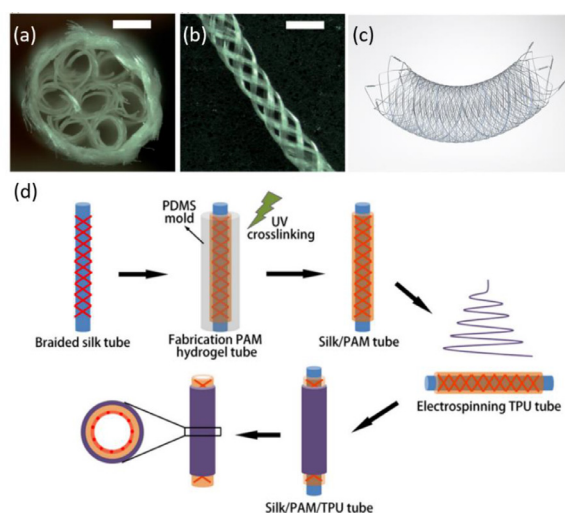 (a)
(b)
(c)
(d)
PDMS
mold
UV
crosslinking
Braided silk tube
Fabrication PAM
hydrogel tube
Silk/PAM tube
Electrospinning TPU tube
Silk/PAM/TPU tube